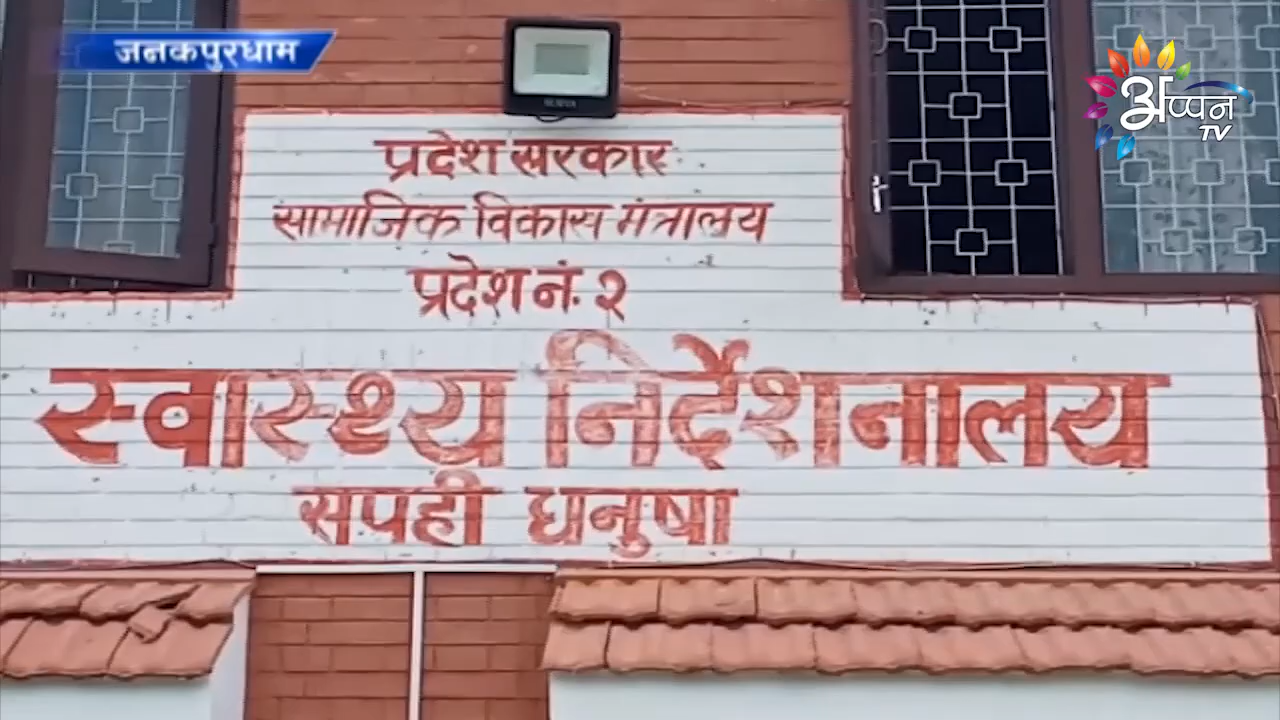 जनकपुरधाम
अप्पन
TV
प्रदेश सरकार
सामाजिक विकास मंत्रालय
प्रदेश नं. २
स्वास्थ्य निर्देशनालय
सपही धनुषा